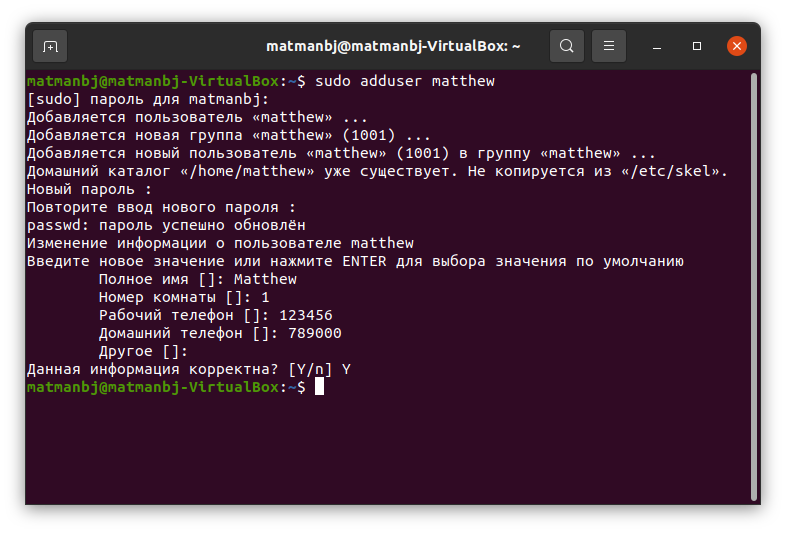 matmanbj@matmanbj-VirtualBox: ~
matmanbj@matmanbj-VirtualBox:~$ sudo adduser matthew
[sudo] пароль для matmanbj:
Добавляется пользователь «matthew» ...
Добавляется новая группа «matthew» (1001) ...
Добавляется новый пользователь «matthew» (1001) в группу «matthew» ...
Домашний каталог «/home/matthew» уже существует. Не копируется из «/etc/skel».
Новый пароль :
Повторите ввод нового пароля :
passwd: пароль успешно обновлён
Изменение информации о пользователе matthew
Введите новое значение или нажмите ENTER для выбора значения по умолчанию
Полное имя []: Matthew
Номер комнаты []: 1
Рабочий телефон []: 123456
Домашний телефон []: 789000
Другое []:
Данная информация корректна? [Y/n] Y
matmanbj@matmanbj-VirtualBox:~$